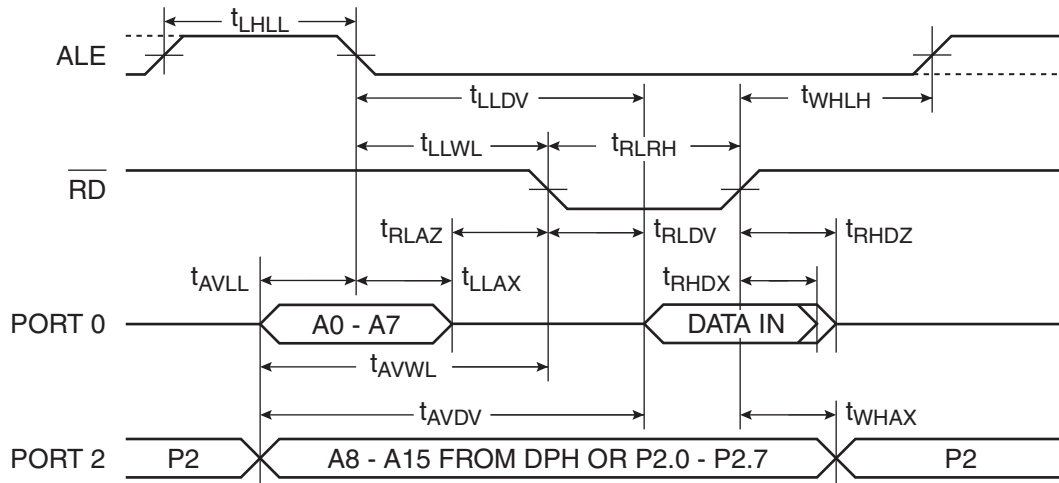 tLHLL
ALE
tLLDV
tWHLH
tLLWL
tRLRH
RD
tRLAZ
tRLDV
tRHDZ
tAVLL
tLLAX
tRHDX
PORT 0
A0 - A7
DATA IN
tAVWL
tAVDV
tWHAX
PORT 2
P2
A8 - A15 FROM DPH OR P2.0 - P2.7
P2